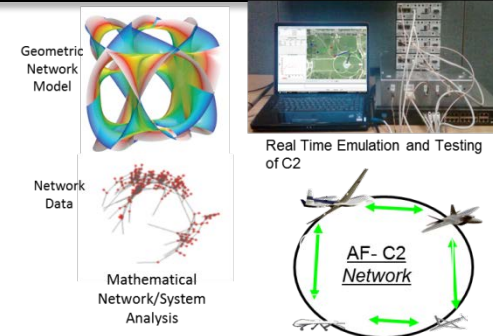 Geometric
Network
Model
Real Time Emulation and Testing
of C2
Network
Data
AF- C2
Network
Mathematical
Network/System
Analysis